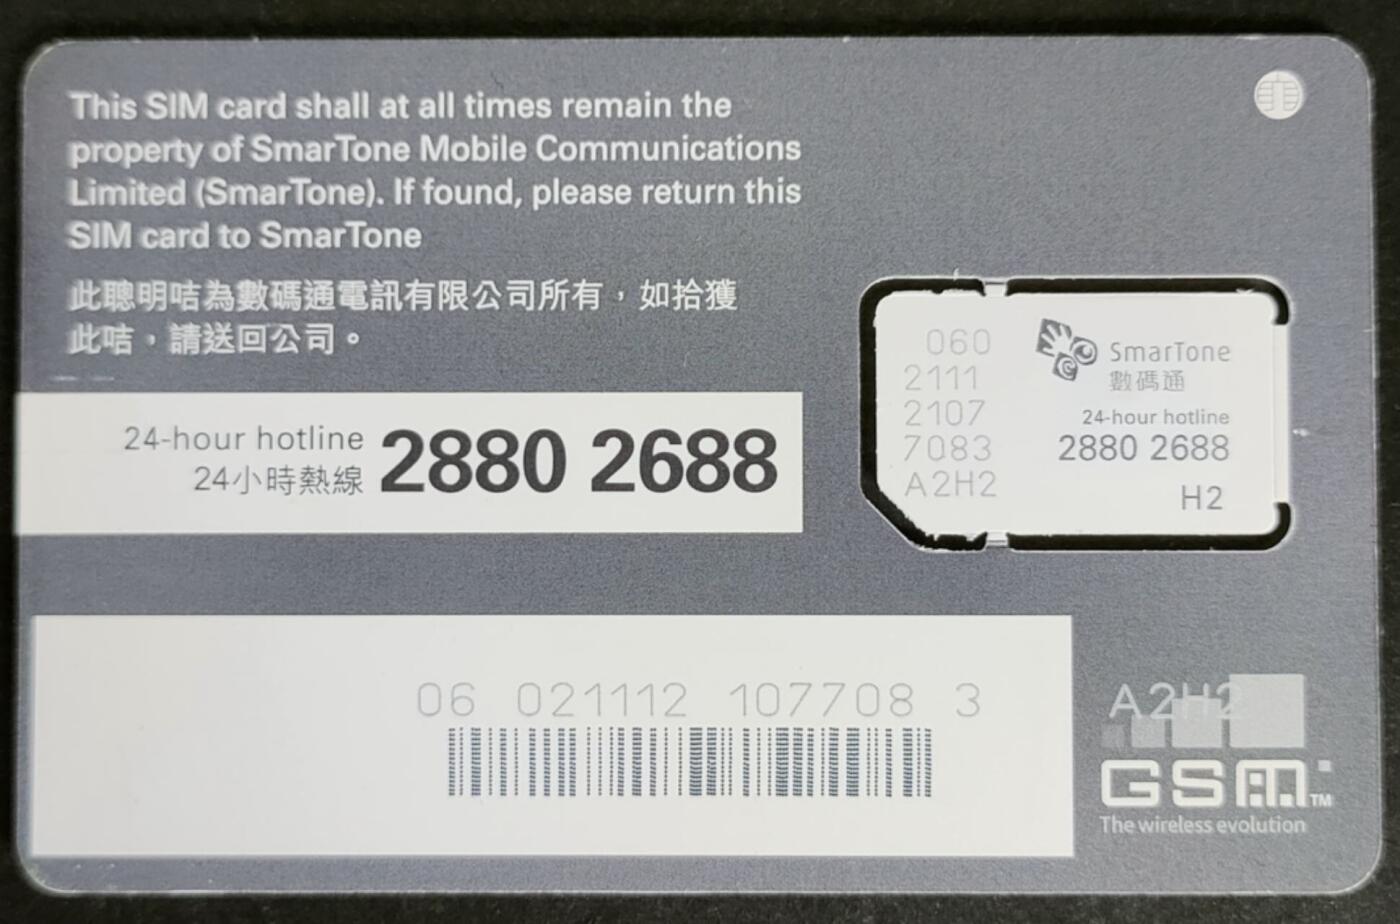 This SIM card shall at all times remain the
property of SmarTone Mobile Communications
Limited (SmarTone). If found, please return this
SIM card to SmarTone
此聰明咭為數碼通電訊有限公司所有，如拾獲
此咭，請送回公司。
24-hour hotline
24小時熱線
2880 2688
060
2111
2107
7083
A2H2
SmarTone
數碼通
24-hour hotline
2880 2688
H2
06 021112 107708 3
A2H2
GSM™
The wireless evolution